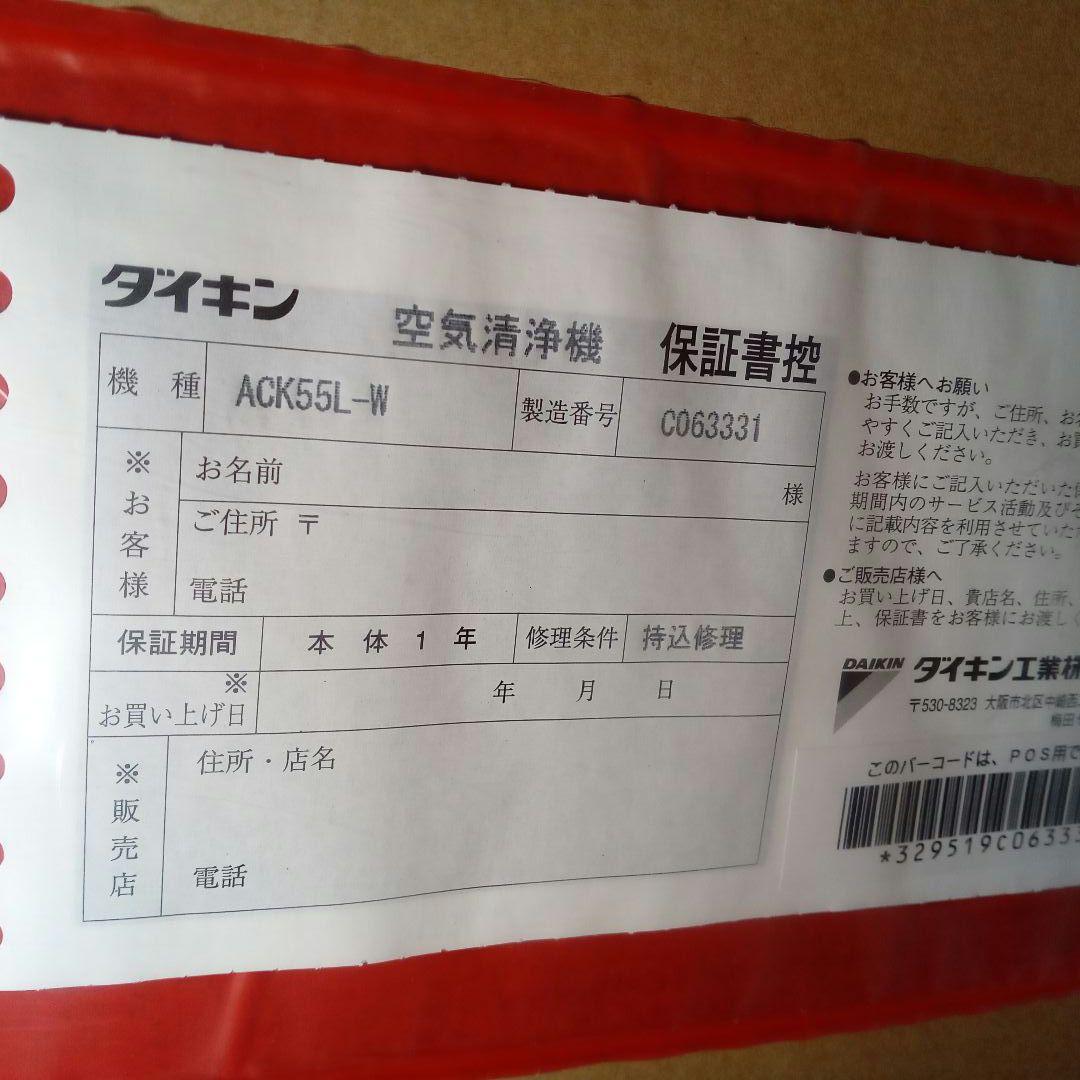 ダイキン 空気清浄機 保証書控
機種 ACK55L-W 製造番号 C063331
※お客様
お名前 様
ご住所 〒
電話
保証期間 本体1年 修理条件 持込修理
※お買い上げ日 年 月 日
※販売店
住所・店名
電話
●お客様へお願い
お手数ですが、ご住所、お
やすくご記入いただき、お買
お渡しください。
お客様にご記入いただいた
期間内のサービス活動及びそ
に記載内容を利用させていた
ますので、ご了承ください。
●ご販売店様へ
お買い上げ日、貴店名、住所、
上、保証書をお客様にお渡し
DAIKIN ダイキン工業株
〒530-8323 大阪市北区中崎西
梅田
このバーコードは、POS用で
*329519C06333